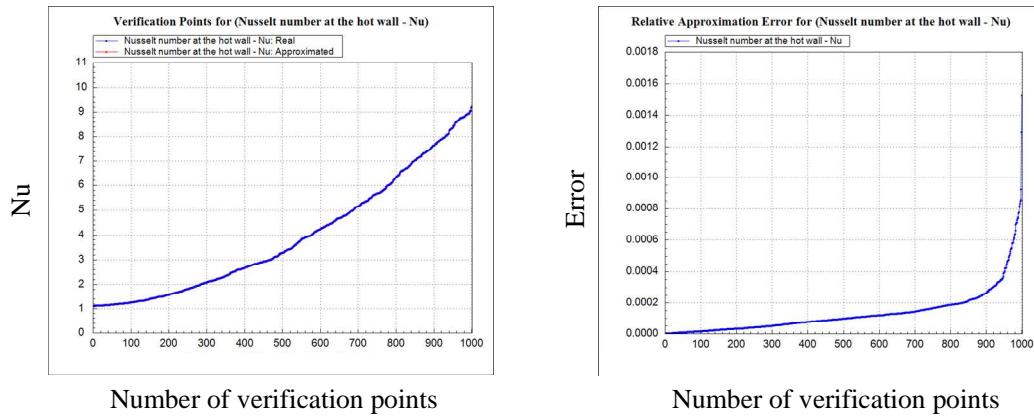 Verification Points for (Nusselt number at the hot wall - Nu)
Nusselt number at the hot wall - Nu: Real
Nusselt number at the hot wall - Nu: Approximated
11
10
9
8
7
6
5
4
3
2
1
0
0 100 200 300 400 500 600 700 800 900 1000
Nu
Number of verification points
Relative Approximation Error for (Nusselt number at the hot wall - Nu)
Nusselt number at the hot wall - Nu
0.0018
0.0016
0.0014
0.0012
0.0010
0.0008
0.0006
0.0004
0.0002
0.0000
0 100 200 300 400 500 600 700 800 900 1000
Error
Number of verification points